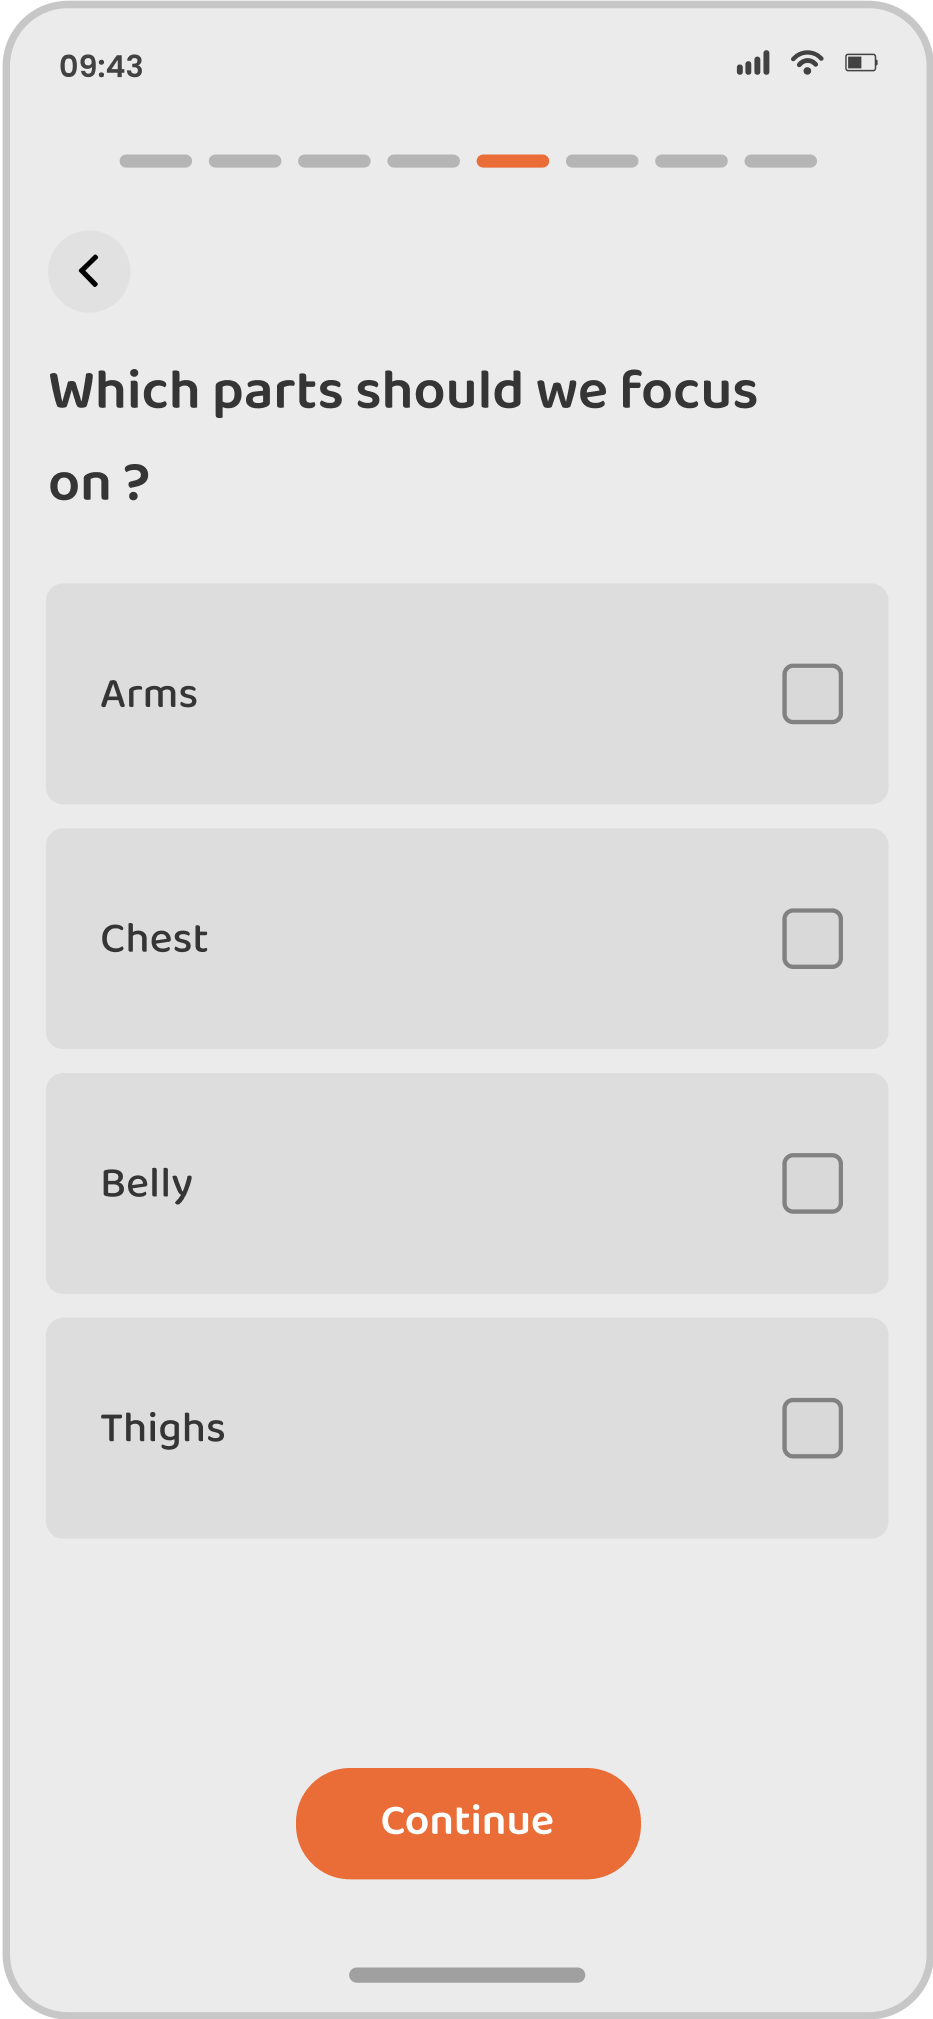 09:43
Which parts should we focus
on ?
Arms
Chest
Belly
Thighs
Continue